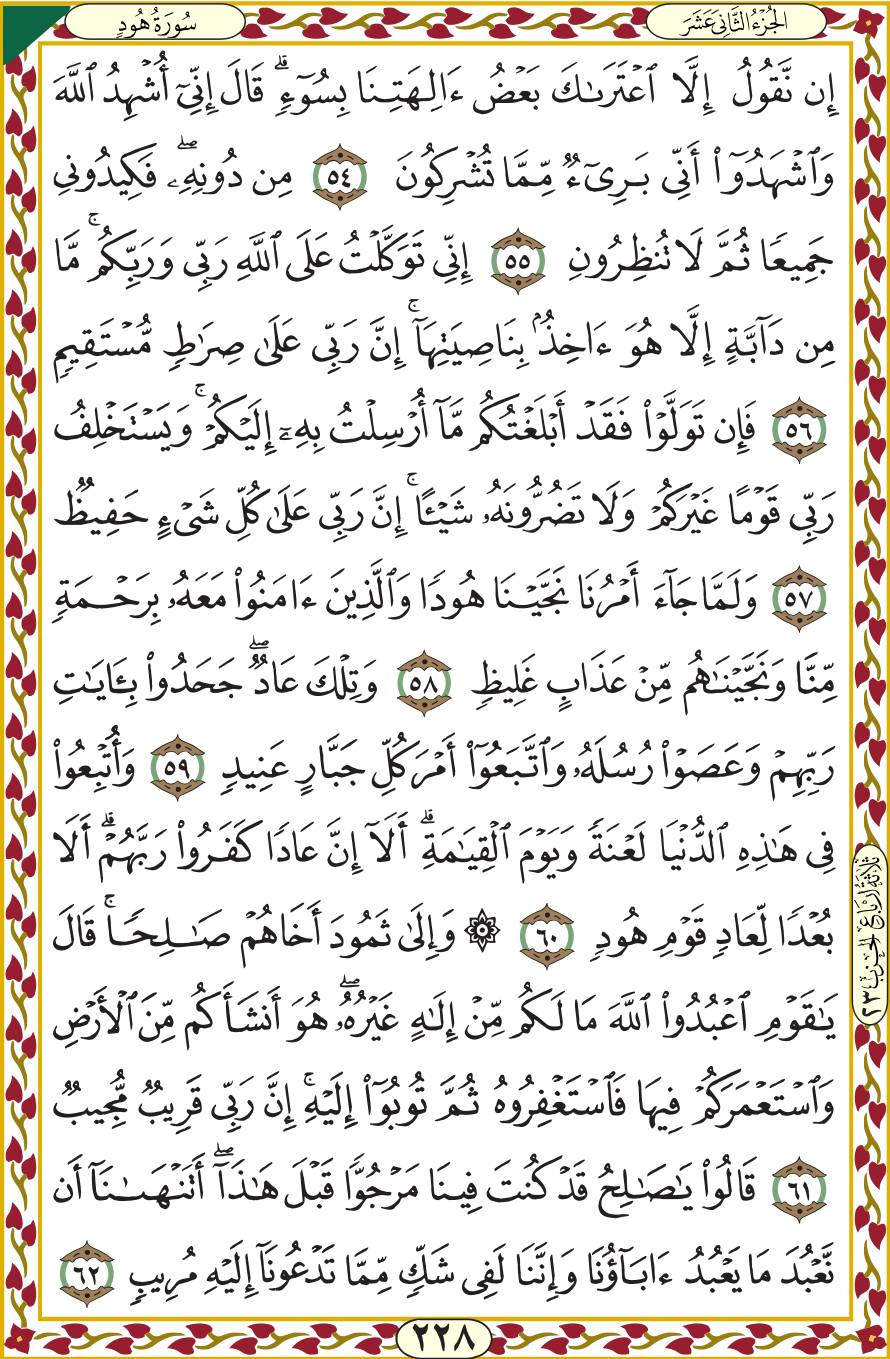 الجُزْءُ الثَّانِيَ عَشَرَ
سُورَةُ هُودٍ
إِن نَّقُولُ إِلَّا ٱعۡتَرَىٰكَ بَعۡضُ ءَالِهَتِنَا بِسُوٓءٖۗ قَالَ إِنِّيٓ أُشۡهِدُ ٱللَّهَ
وَٱشۡهَدُوٓاْ أَنِّي بَرِيٓءٞ مِّمَّا تُشۡرِكُونَ ٥٤ مِن دُونِهِۦۖ فَكِيدُونِي
جَمِيعٗا ثُمَّ لَا تُنظِرُونِ ٥٥ إِنِّي تَوَكَّلۡتُ عَلَى ٱللَّهِ رَبِّي وَرَبِّكُمۚ مَّا
مِن دَآبَّةٍ إِلَّا هُوَ ءَاخِذُۢ بِنَاصِيَتِهَآۚ إِنَّ رَبِّي عَلَىٰ صِرَٰطٖ مُّسۡتَقِيمٖ
٥٦ فَإِن تَوَلَّوۡاْ فَقَدۡ أَبۡلَغۡتُكُم مَّآ أُرۡسِلۡتُ بِهِۦٓ إِلَيۡكُمۡۚ وَيَسۡتَخۡلِفُ
رَبِّي قَوۡمًا غَيۡرَكُمۡ وَلَا تَضُرُّونَهُۥ شَيۡـًٔاۚ إِنَّ رَبِّي عَلَىٰ كُلِّ شَيۡءٍ حَفِيظٞ
٥٧ وَلَمَّا جَآءَ أَمۡرُنَا نَجَّيۡنَا هُودٗا وَٱلَّذِينَ ءَامَنُواْ مَعَهُۥ بِرَحۡمَةٖ
مِّنَّا وَنَجَّيۡنَٰهُم مِّنۡ عَذَابٍ غَلِيظٖ ٥٨ وَتِلۡكَ عَادٞۖ جَحَدُواْ بِـَٔايَٰتِ
رَبِّهِمۡ وَعَصَوۡاْ رُسُلَهُۥ وَٱتَّبَعُوٓاْ أَمۡرَ كُلِّ جَبَّارٍ عَنِيدٖ ٥٩ وَأُتۡبِعُواْ
فِي هَٰذِهِ ٱلدُّنۡيَا لَعۡنَةٗ وَيَوۡمَ ٱلۡقِيَٰمَةِۗ أَلَآ إِنَّ عَادٗا كَفَرُواْ رَبَّهُمۡۗ أَلَا
بُعۡدٗا لِّعَادٖ قَوۡمِ هُودٖ ٦٠ ۞ وَإِلَىٰ ثَمُودَ أَخَاهُمۡ صَٰلِحٗاۚ قَالَ
يَٰقَوۡمِ ٱعۡبُدُواْ ٱللَّهَ مَا لَكُم مِّنۡ إِلَٰهٍ غَيۡرُهُۥۖ هُوَ أَنشَأَكُم مِّنَ ٱلۡأَرۡضِ
وَٱسۡتَعۡمَرَكُمۡ فِيهَا فَٱسۡتَغۡفِرُوهُ ثُمَّ تُوبُوٓاْ إِلَيۡهِۚ إِنَّ رَبِّي قَرِيبٞ مُّجِيبٞ
٦١ قَالُواْ يَٰصَٰلِحُ قَدۡ كُنتَ فِينَا مَرۡجُوّٗا قَبۡلَ هَٰذَآۖ أَتَنۡهَىٰنَآ أَن
نَّعۡبُدَ مَا يَعۡبُدُ ءَابَآؤُنَا وَإِنَّنَا لَفِي شَكّٖ مِّمَّا تَدۡعُونَآ إِلَيۡهِ مُرِيبٖ ٦٢
ثلاثة أرباع الحزب ٢٣
٢٢٨